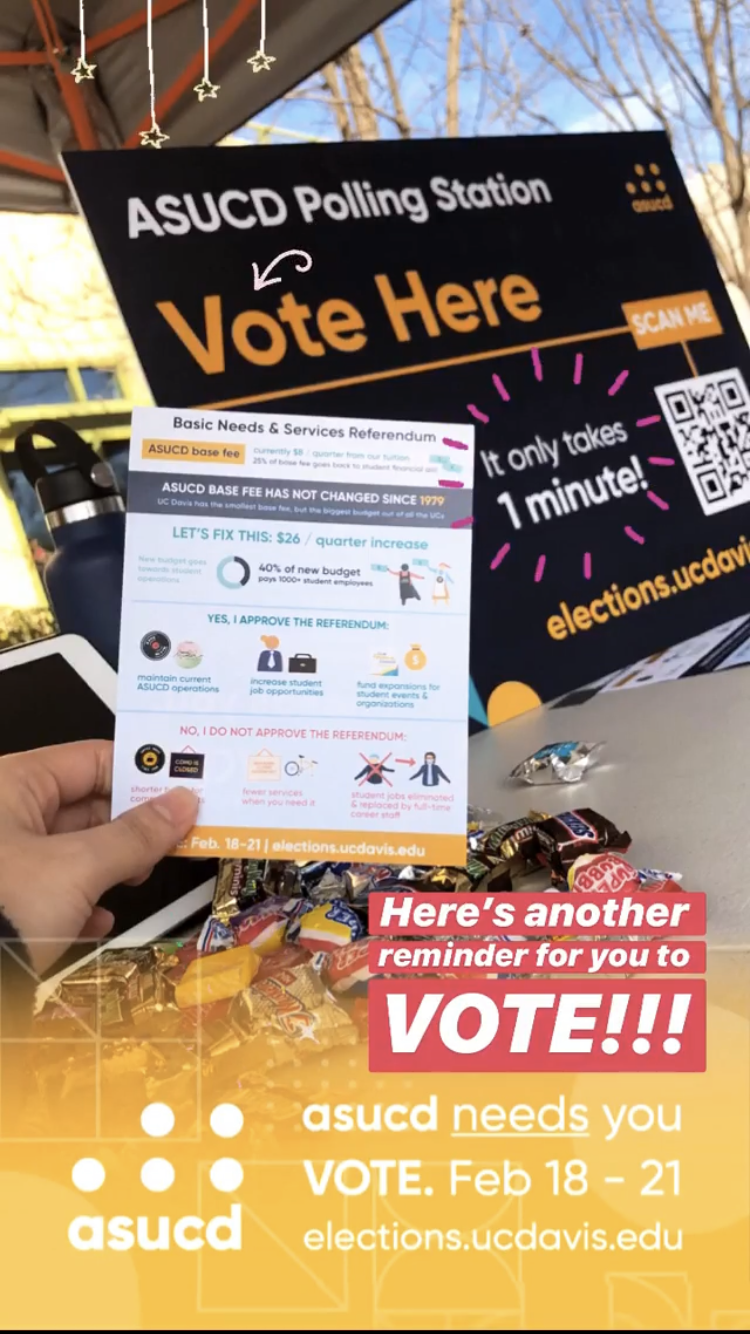 ASUCD Polling Station
asucd
Vote Here
SCAN ME
It only takes
1 minute!
elections.ucdavi
Basic Needs & Services Referendum
ASUCD base fee
currently $8 / quarter from our tuition
25% of base fee goes back to student financial aid
ASUCD BASE FEE HAS NOT CHANGED SINCE 1979
UC Davis has the smallest base fee, but the biggest budget out of all the UCs
LET'S FIX THIS: $26 / quarter increase
New budget goes
towards student
operations.
40% of new budget
pays 1000+ student employees
YES, I APPROVE THE REFERENDUM:
maintain current
ASUCD operations
increase student
job opportunities
fund expansions for
student events &
organizations
NO, I DO NOT APPROVE THE REFERENDUM:
COHO IS
CLOSED
shorter
fewer services
when you need it
student jobs eliminated
& replaced by full-time
career staff
: Feb. 18-21 | elections.ucdavis.edu
Here's another
reminder for you to
VOTE!!!
asucd needs you
VOTE. Feb 18 - 21
elections.ucdavis.edu
asucd